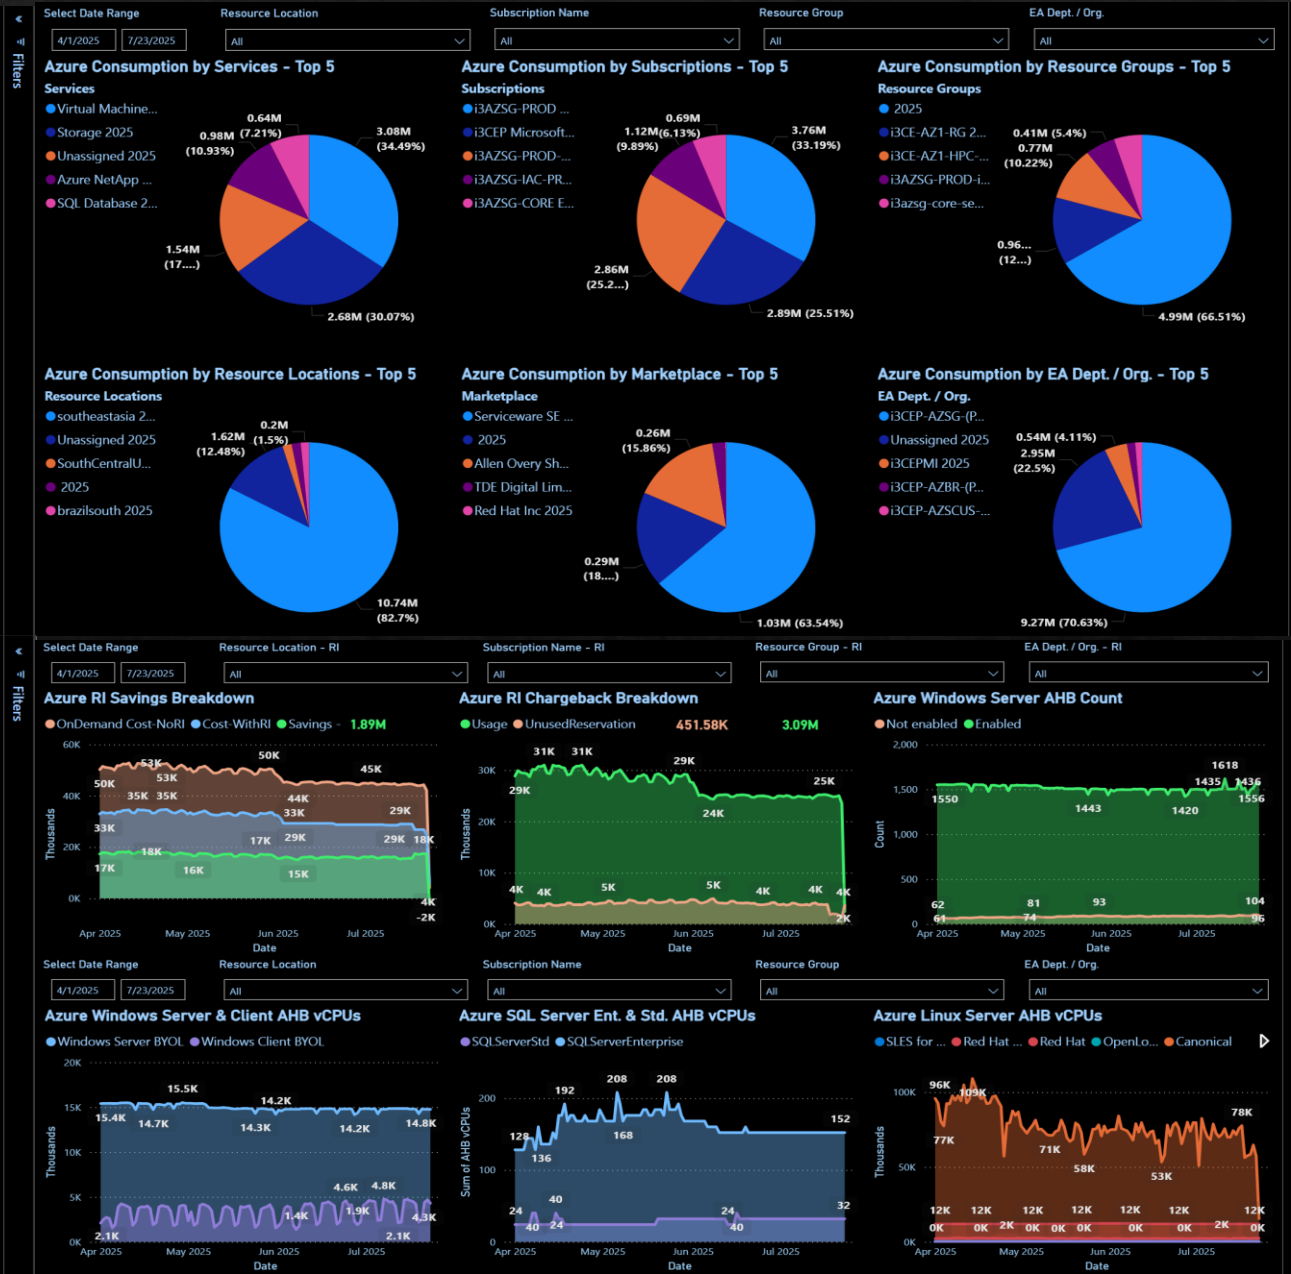 Select Date Range Resource Location Subscription Name Resource Group EA Dept. / Org.
4/1/2025 7/23/2025 All All All All
Filters
Azure Consumption by Services - Top 5
Services
Virtual Machine...
Storage 2025
Unassigned 2025
Azure NetApp ...
SQL Database 2...
0.64M
(7.21%)
0.98M
(10.93%)
3.08M
(34.49%)
1.54M
(17....)
2.68M (30.07%)
Azure Consumption by Subscriptions - Top 5
Subscriptions
i3AZSG-PROD ...
i3CEP Microsoft...
i3AZSG-PROD-...
i3AZSG-IAC-PR...
i3AZSG-CORE E...
0.69M
(6.13%)
1.12M
(9.89%)
3.76M
(33.19%)
2.86M
(25.2...)
2.89M (25.51%)
Azure Consumption by Resource Groups - Top 5
Resource Groups
2025
i3CE-AZ1-RG 2...
i3CE-AZ1-HPC-...
i3AZSG-PROD-i...
i3azsg-core-se...
0.41M (5.4%)
0.77M
(10.22%)
0.96...
(12...)
4.99M (66.51%)
Azure Consumption by Resource Locations - Top 5
Resource Locations
southeastasia 2...
Unassigned 2025
SouthCentralU...
2025
brazilsouth 2025
0.2M
(1.5%)
1.62M
(12.48%)
10.74M
(82.7%)
Azure Consumption by Marketplace - Top 5
Marketplace
Serviceware SE ...
2025
Allen Overy Sh...
TDE Digital Lim...
Red Hat Inc 2025
0.26M
(15.86%)
0.29M
(18....)
1.03M (63.54%)
Azure Consumption by EA Dept. / Org. - Top 5
EA Dept. / Org.
i3CEP-AZSG-(P...
Unassigned 2025
i3CEPMI 2025
i3CEP-AZBR-(P...
i3CEP-AZSCUS-...
0.54M (4.11%)
2.95M
(22.5%)
9.27M (70.63%)
Select Date Range Resource Location - RI Subscription Name - RI Resource Group - RI EA Dept. / Org. - RI
4/1/2025 7/23/2025 All All All All
Filters
Azure RI Savings Breakdown
OnDemand Cost-NoRI Cost-WithRI Savings - 1.89M
60K
40K
20K
0K
Thousands
50K 53K 53K 50K 44K 45K
33K 35K 35K 33K 29K 29K 29K 18K
17K 18K 16K 17K 15K 4K -2K
Apr 2025 May 2025 Jun 2025 Jul 2025
Date
Azure RI Chargeback Breakdown
Usage UnusedReservation 451.58K 3.09M
30K
20K
10K
0K
Thousands
29K 31K 31K 29K 24K 25K
4K 4K 5K 5K 4K 4K 4K 2K
Apr 2025 May 2025 Jun 2025 Jul 2025
Date
Azure Windows Server AHB Count
Not enabled Enabled
2,000
1,500
1,000
500
0
Count
1550 1443 1420 1435 1618 1436 1556
62 61 81 74 93 104 96
Apr 2025 May 2025 Jun 2025 Jul 2025
Date
Select Date Range Resource Location Subscription Name Resource Group EA Dept. / Org.
4/1/2025 7/23/2025 All All All All
Azure Windows Server & Client AHB vCPUs
Windows Server BYOL Windows Client BYOL
20K
15K
10K
5K
0K
Thousands
15.4K 14.7K 15.5K 14.3K 14.2K 14.2K 14.8K
2.1K 1.4K 4.6K 1.9K 4.8K 2.1K 4.3K
Apr 2025 May 2025 Jun 2025 Jul 2025
Date
Azure SQL Server Ent. & Std. AHB vCPUs
SQLServerStd SQLServerEnterprise
200
100
0
Sum of AHB vCPUs
128 136 192 208 168 208 152
24 40 40 24 24 40 32
Apr 2025 May 2025 Jun 2025 Jul 2025
Date
Azure Linux Server AHB vCPUs
SLES for ... Red Hat ... Red Hat OpenLo... Canonical
100K
50K
0K
Thousands
96K 77K 109K 71K 58K 53K 78K
12K 12K 12K 12K 12K 12K 12K
0K 0K 2K 0K 0K 0K 0K 0K 2K 0K
Apr 2025 May 2025 Jun 2025 Jul 2025
Date